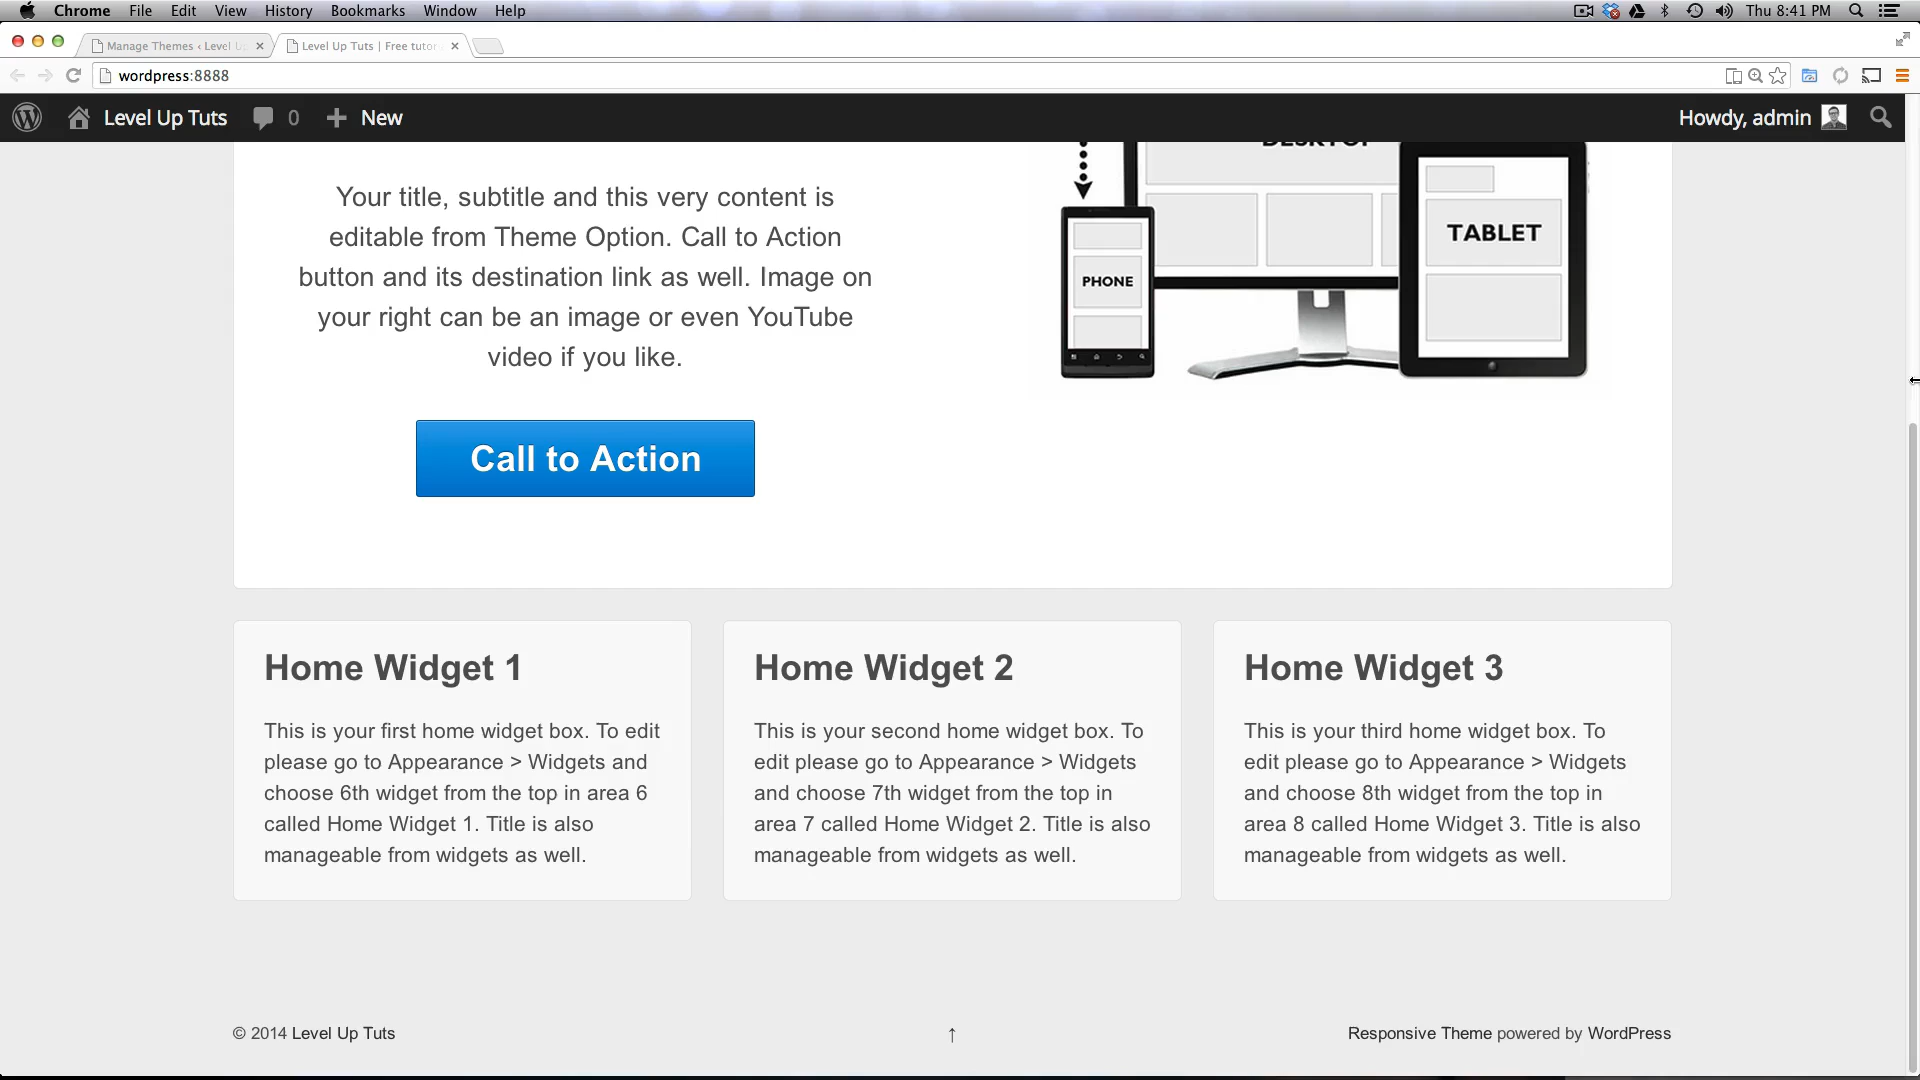 Chrome File Edit View History Bookmarks Window Help Thu 8:41 PM
Manage Themes ‹ Level U Level Up Tuts | Free tutor
wordpress:8888
Level Up Tuts 0 New Howdy, admin
DESKTOP
Your title, subtitle and this very content is
editable from Theme Option. Call to Action
button and its destination link as well. Image on
your right can be an image or even YouTube
video if you like.
TABLET
PHONE
Call to Action
Home Widget 1
This is your first home widget box. To edit
please go to Appearance > Widgets and
choose 6th widget from the top in area 6
called Home Widget 1. Title is also
manageable from widgets as well.
Home Widget 2
This is your second home widget box. To
edit please go to Appearance > Widgets
and choose 7th widget from the top in
area 7 called Home Widget 2. Title is also
manageable from widgets as well.
Home Widget 3
This is your third home widget box. To
edit please go to Appearance > Widgets
and choose 8th widget from the top in
area 8 called Home Widget 3. Title is also
manageable from widgets as well.
© 2014 Level Up Tuts ↑ Responsive Theme powered by WordPress